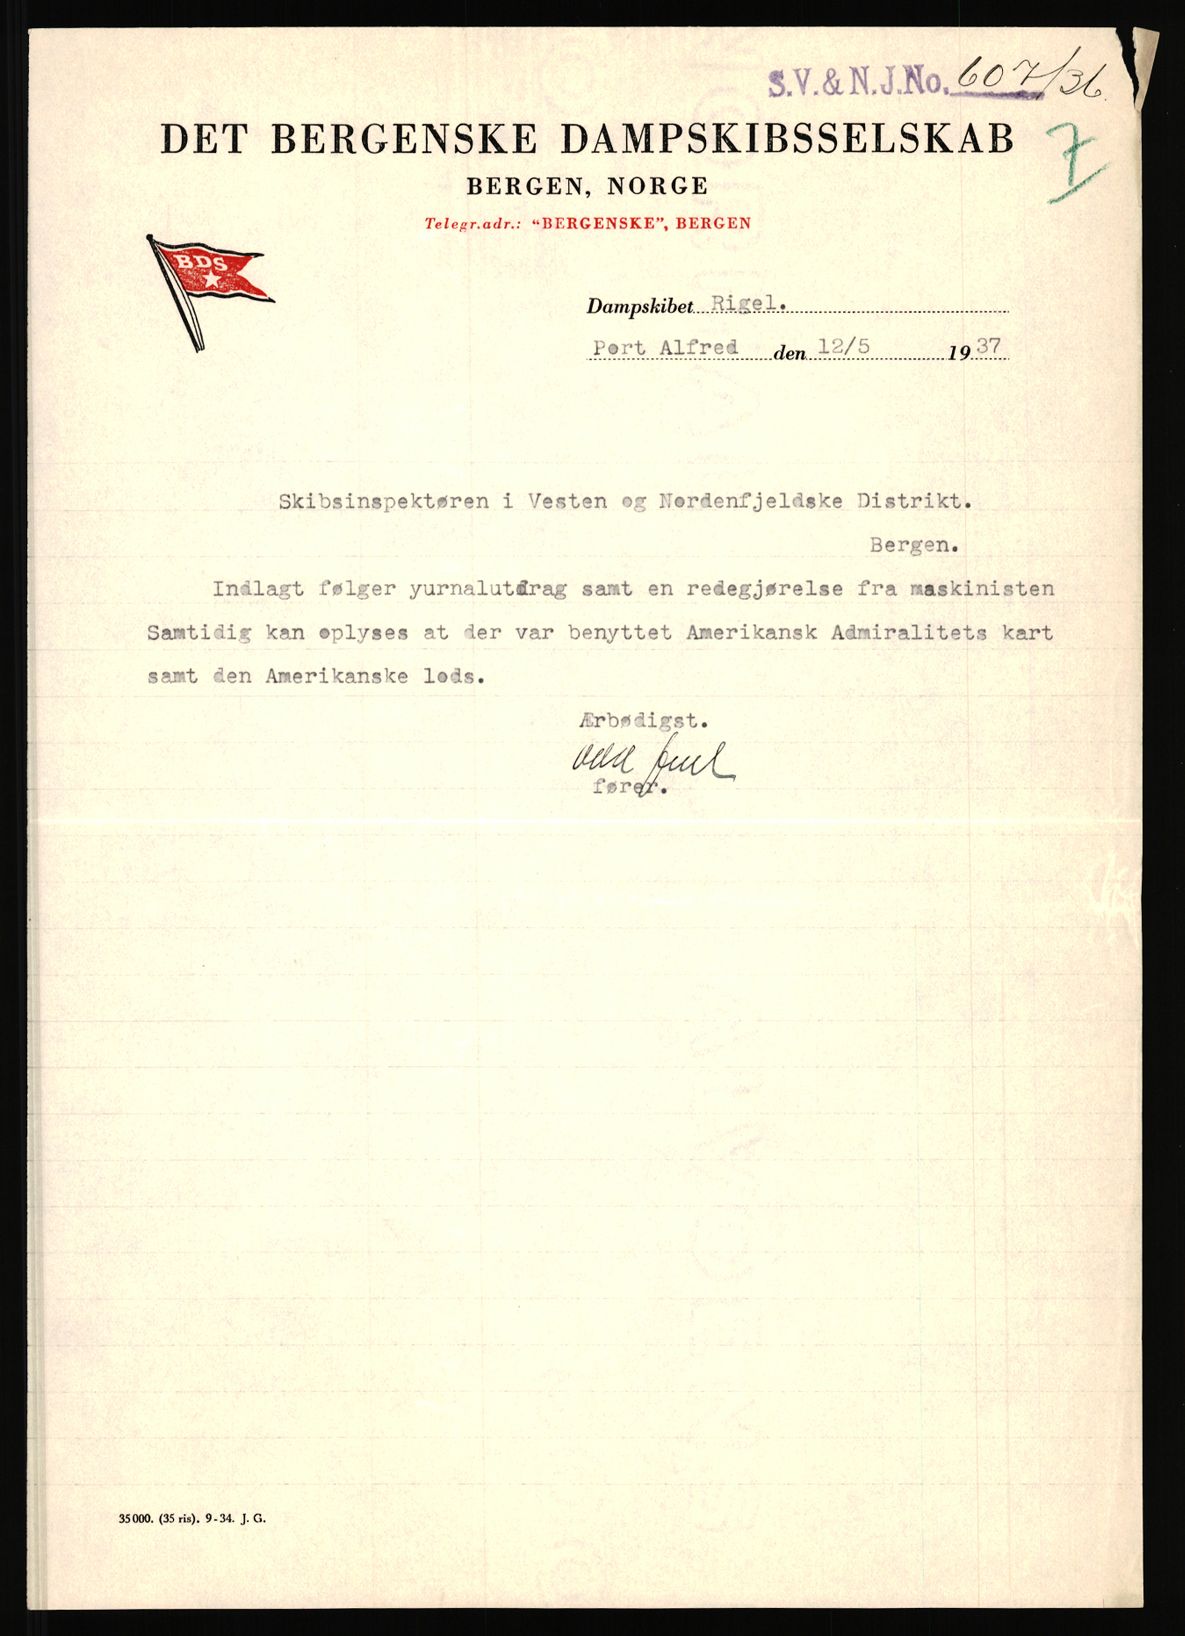 S.V. & N.J.No. 607/36.
7
DET BERGENSKE DAMPSKIBSSELSKAB
BERGEN, NORGE
Telegr.adr.: “BERGENSKE”, BERGEN
BDS
Dampskibet Rigel.
Port Alfred den 12/5 1937
Skibsinspektøren i Vesten og Nordenfjeldske Distrikt.
Bergen.
Indlagt følger yurnalutdrag samt en redegjørelse fra maskinisten
Samtidig kan oplyses at der var benyttet Amerikansk Admiralitets kart
samt den Amerikanske lods.
Ærbødigst.
Odd
fører.
35000. (35 ris). 9-34. J. G.